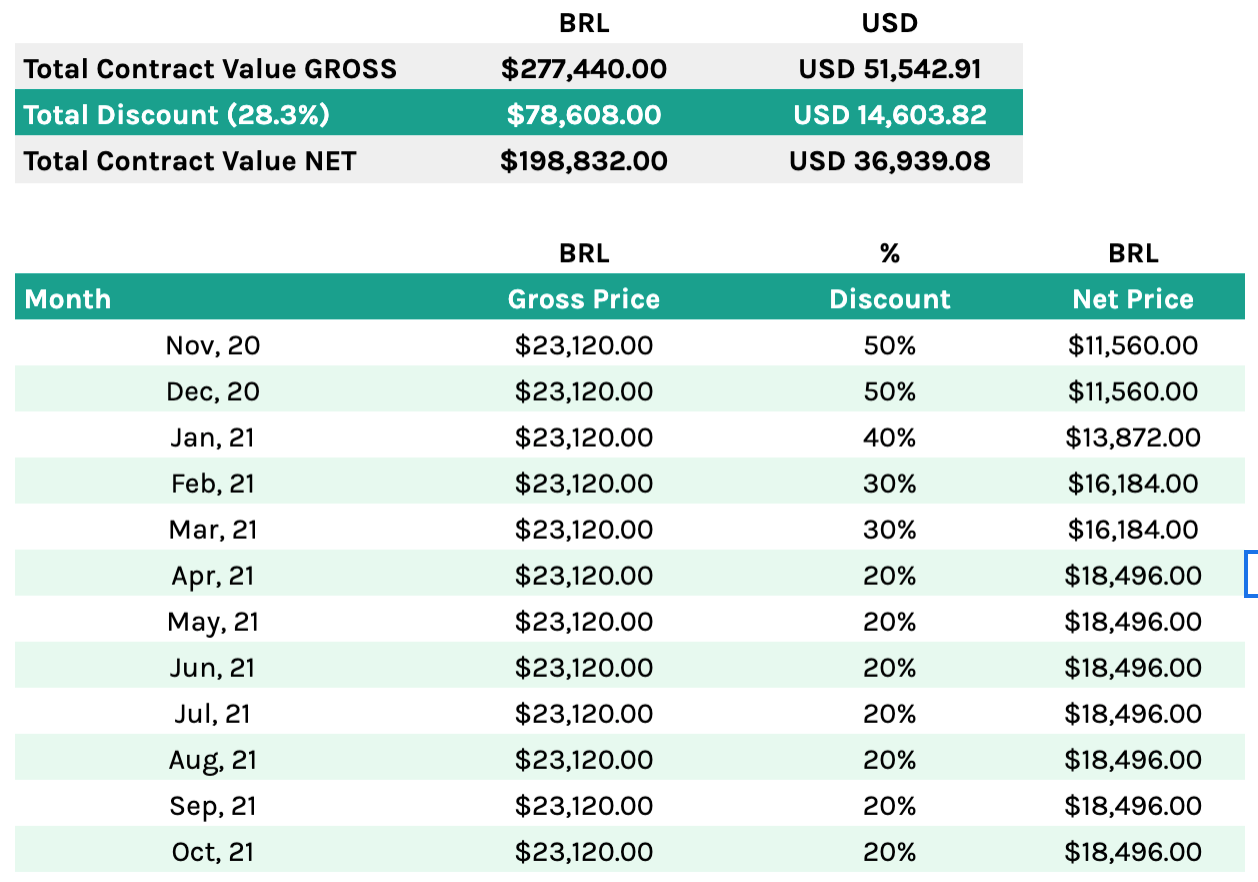 BRL USD
Total Contract Value GROSS $277,440.00 USD 51,542.91
Total Discount (28.3%) $78,608.00 USD 14,603.82
Total Contract Value NET $198,832.00 USD 36,939.08
BRL % BRL
Month Gross Price Discount Net Price
Nov, 20 $23,120.00 50% $11,560.00
Dec, 20 $23,120.00 50% $11,560.00
Jan, 21 $23,120.00 40% $13,872.00
Feb, 21 $23,120.00 30% $16,184.00
Mar, 21 $23,120.00 30% $16,184.00
Apr, 21 $23,120.00 20% $18,496.00
May, 21 $23,120.00 20% $18,496.00
Jun, 21 $23,120.00 20% $18,496.00
Jul, 21 $23,120.00 20% $18,496.00
Aug, 21 $23,120.00 20% $18,496.00
Sep, 21 $23,120.00 20% $18,496.00
Oct, 21 $23,120.00 20% $18,496.00